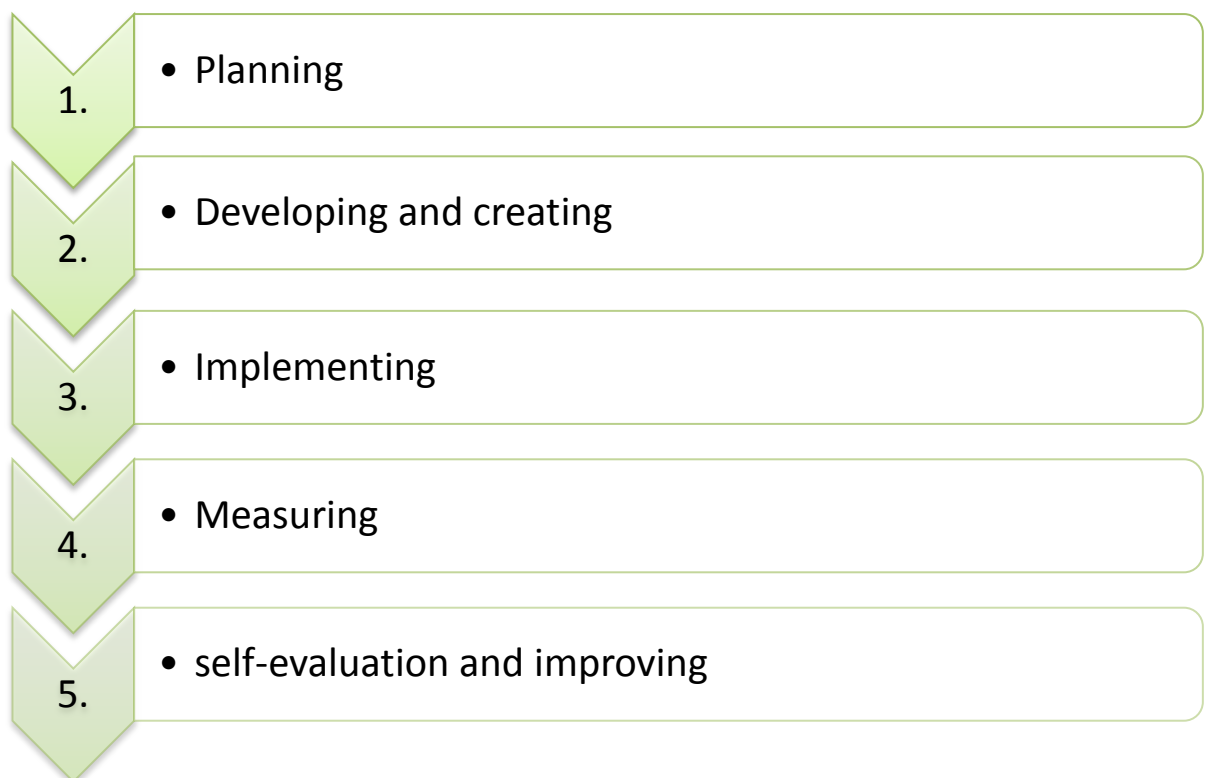 1.
• Planning
2.
• Developing and creating
3.
• Implementing
4.
• Measuring
5.
• self-evaluation and improving